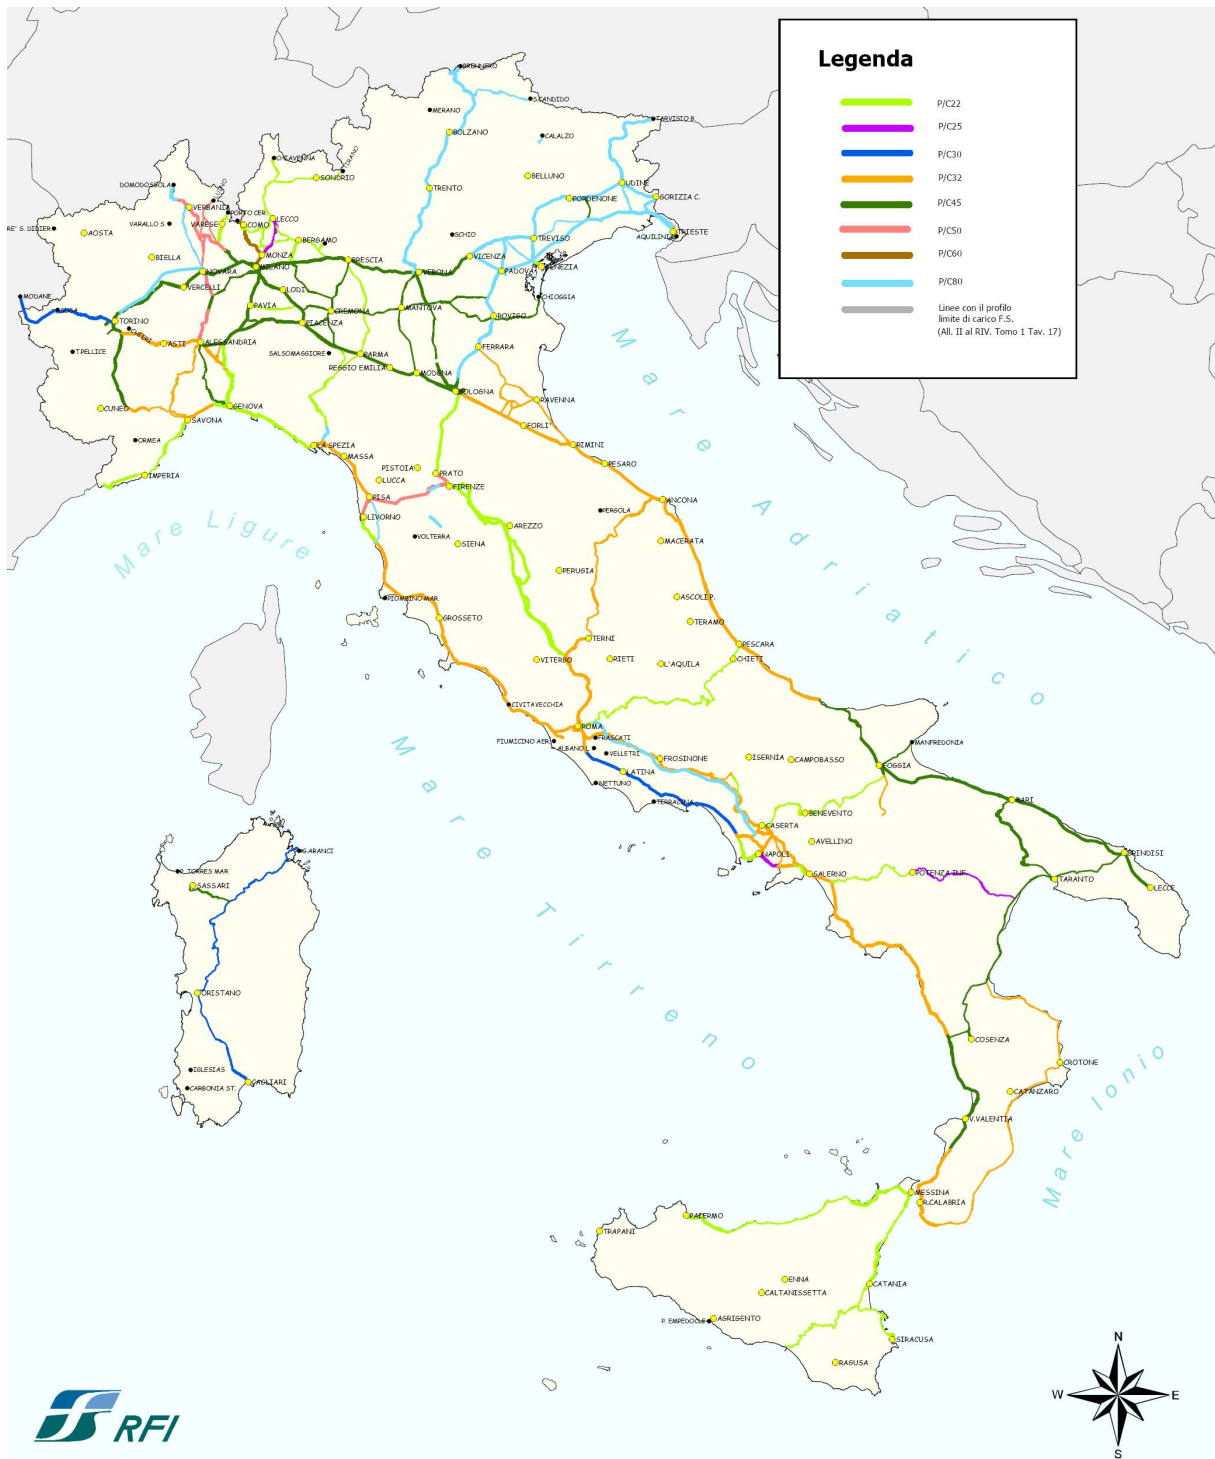 Legenda
P/C22
P/C25
P/C30
P/C32
P/C45
P/C50
P/C60
P/C80
Linee con il profilo
limite di carico F.S.
(All. II al RIV. Tomo 1 Tav. 17)
BRENNERO
MERANO
S.CANDIDO
TARVISIO B.
BOLZANO
CALALZO
CHIAVENNA
TIRANO
SONDRIO
BELLUNO
DOMODOSSOLA
TRENTO
UDINE
PORDENONE
GORIZIA C.
VERBANIA
PORTO CER.
LECCO
VARALLO S.
VARESE
COMO
RE' S. DIDIER
AOSTA
BERGAMO
SCHIO
TREVISO
TRIESTE
AQUILINIA
BIELLA
MONZA
BRESCIA
VICENZA
NOVARA
MILANO
VERONA
PADOVA
VENEZIA
VERCELLI
LODI
MODANE
SUSA
PAVIA
CREMONA
MANTOVA
ROVIGO
CHIOGGIA
TORINO
CHIERI
PIACENZA
ASTI
ALESSANDRIA
FERRARA
T.PELLICE
SALSOMAGGIORE
PARMA
REGGIO EMILIA
MODENA
BOLOGNA
RAVENNA
CUNEO
GENOVA
SAVONA
FORLI'
ORMEA
LA SPEZIA
RIMINI
MASSA
PESARO
IMPERIA
PISTOIA
PRATO
LUCCA
FIRENZE
PISA
ANCONA
LIVORNO
PERGOLA
AREZZO
VOLTERRA
SIENA
MACERATA
PERUGIA
PIOMBINO MAR.
ASCOLI P.
GROSSETO
TERAMO
TERNI
PESCARA
VITERBO
RIETI
L'AQUILA
CHIETI
CIVITAVECCHIA
ROMA
FIUMICINO AER.
FRASCATI
ALBANO L.
VELLETRI
MANFREDONIA
FROSINONE
ISERNIA
CAMPOBASSO
FOGGIA
LATINA
NETTUNO
TERRACINA
BARI
BENEVENTO
CASERTA
AVELLINO
NAPOLI
BRINDISI
G.ARANCI
P. TORRES MAR.
SASSARI
SALERNO
POTENZA INF.
TARANTO
LECCE
ORISTANO
COSENZA
IGLESIAS
CAGLIARI
CARBONIA ST.
CROTONE
CATANZARO
V.VALENTIA
MESSINA
R.CALABRIA
PALERMO
TRAPANI
ENNA
CALTANISSETTA
CATANIA
P. EMPEDOCLE
AGRIGENTO
SIRACUSA
RAGUSA
Mare Ligure
Mare Adriatico
Mare Tirreno
Mare Ionio
N
W
E
S
RFI